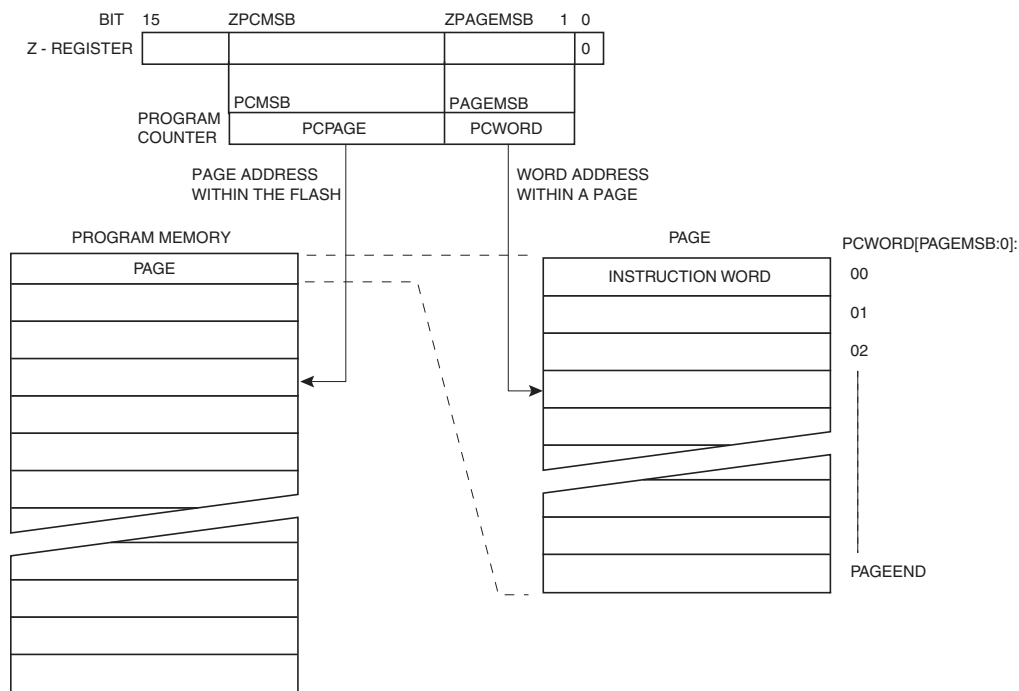 BIT 15 ZPCMSB ZPAGEMSB 1 0
Z - REGISTER 0
PCMSB PAGEMSB
PROGRAM
COUNTER
PCPAGE PCWORD
PAGE ADDRESS
WITHIN THE FLASH
WORD ADDRESS
WITHIN A PAGE
PROGRAM MEMORY
PAGE
PAGE
PCWORD[PAGEMSB:0]:
INSTRUCTION WORD 00
01
02
PAGEEND